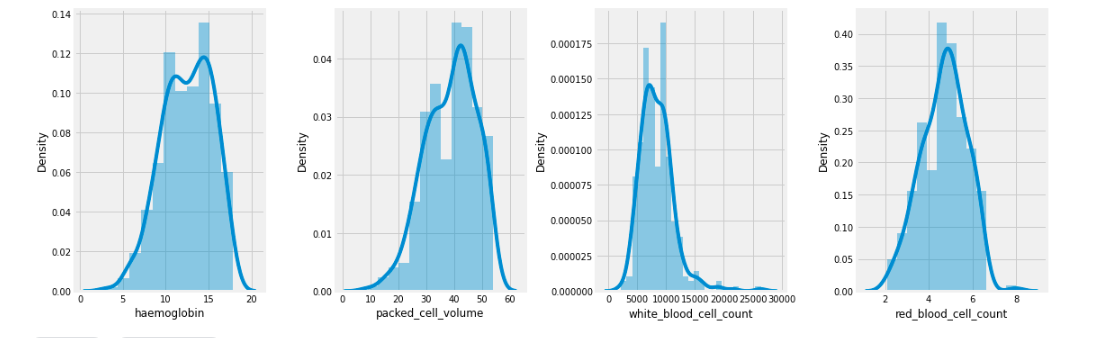 0.14
0.12
0.10
0.08
0.06
0.04
0.02
0.00
Density
0 5 10 15 20
haemoglobin
0.04
0.03
0.02
0.01
0.00
Density
0 10 20 30 40 50 60
packed_cell_volume
0.000175
0.000150
0.000125
0.000100
0.000075
0.000050
0.000025
0.000000
Density
0 5000 10000 15000 20000 25000 30000
white_blood_cell_count
0.40
0.35
0.30
0.25
0.20
0.15
0.10
0.05
0.00
Density
2 4 6 8
red_blood_cell_count